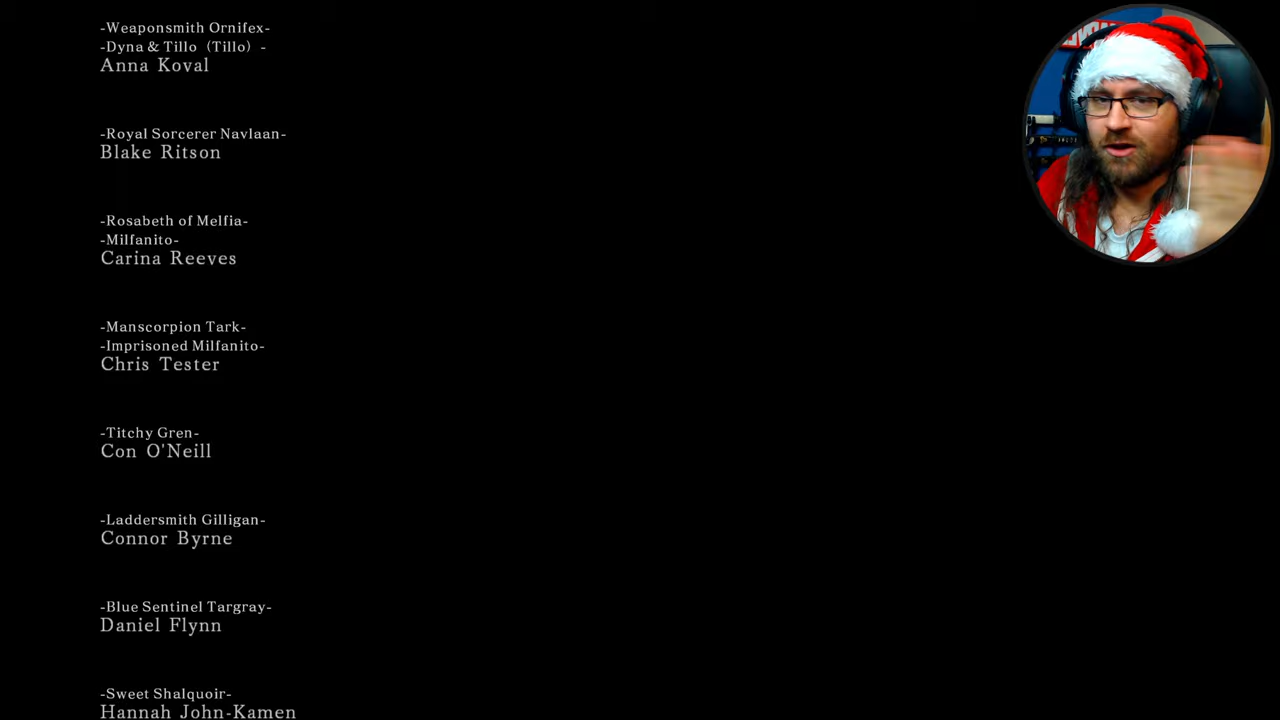 -Weaponsmith Ornifex-
-Dyna & Tillo（Tillo）-
Anna Koval
-Royal Sorcerer Navlaan-
Blake Ritson
-Rosabeth of Melfia-
-Milfanito-
Carina Reeves
-Manscorpion Tark-
-Imprisoned Milfanito-
Chris Tester
-Titchy Gren-
Con O'Neill
-Laddersmith Gilligan-
Connor Byrne
-Blue Sentinel Targray-
Daniel Flynn
-Sweet Shalquoir-
Hannah John-Kamen